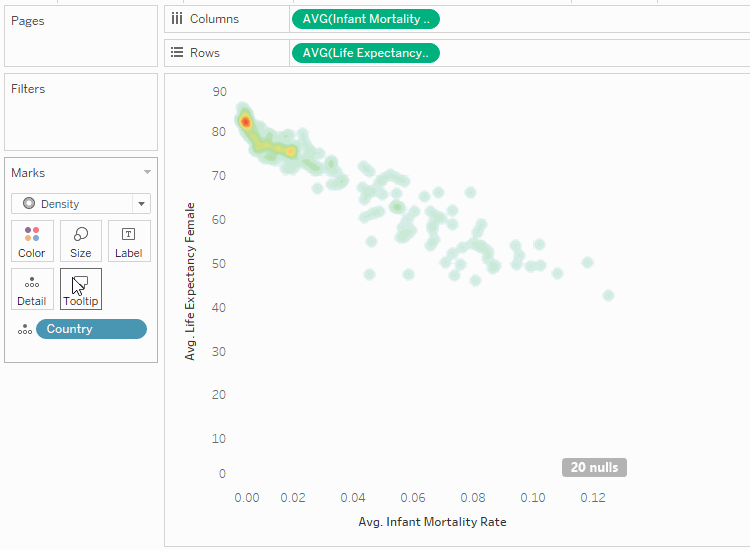 Pages
Columns
AVG(Infant Mortality ..
Rows
AVG(Life Expectancy..
Filters
Marks
Density
Color
Size
Label
Detail
Tooltip
Country
90
80
70
60
50
40
30
20
10
0
Avg. Life Expectancy Female
20 nulls
0.00
0.02
0.04
0.06
0.08
0.10
0.12
Avg. Infant Mortality Rate